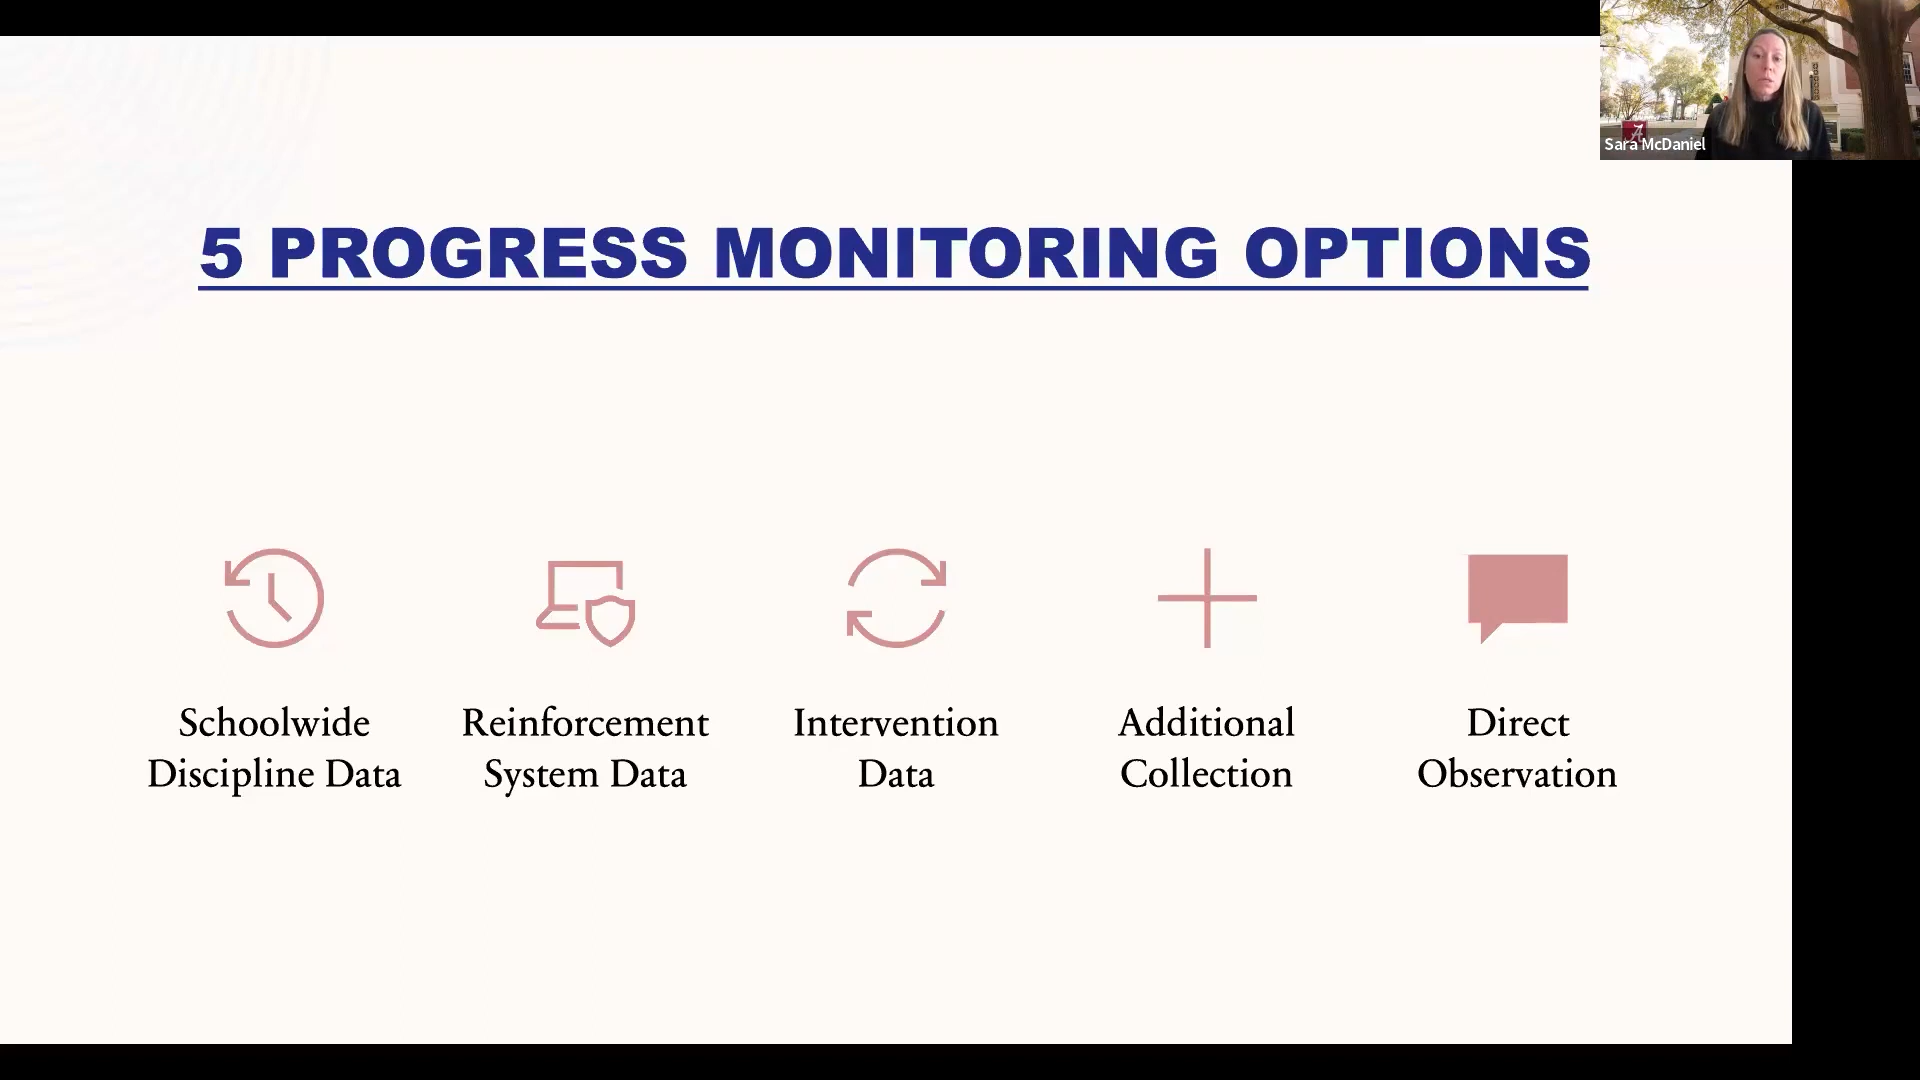 Sara McDaniel
5 PROGRESS MONITORING OPTIONS
Schoolwide
Discipline Data
Reinforcement
System Data
Intervention
Data
Additional
Collection
Direct
Observation